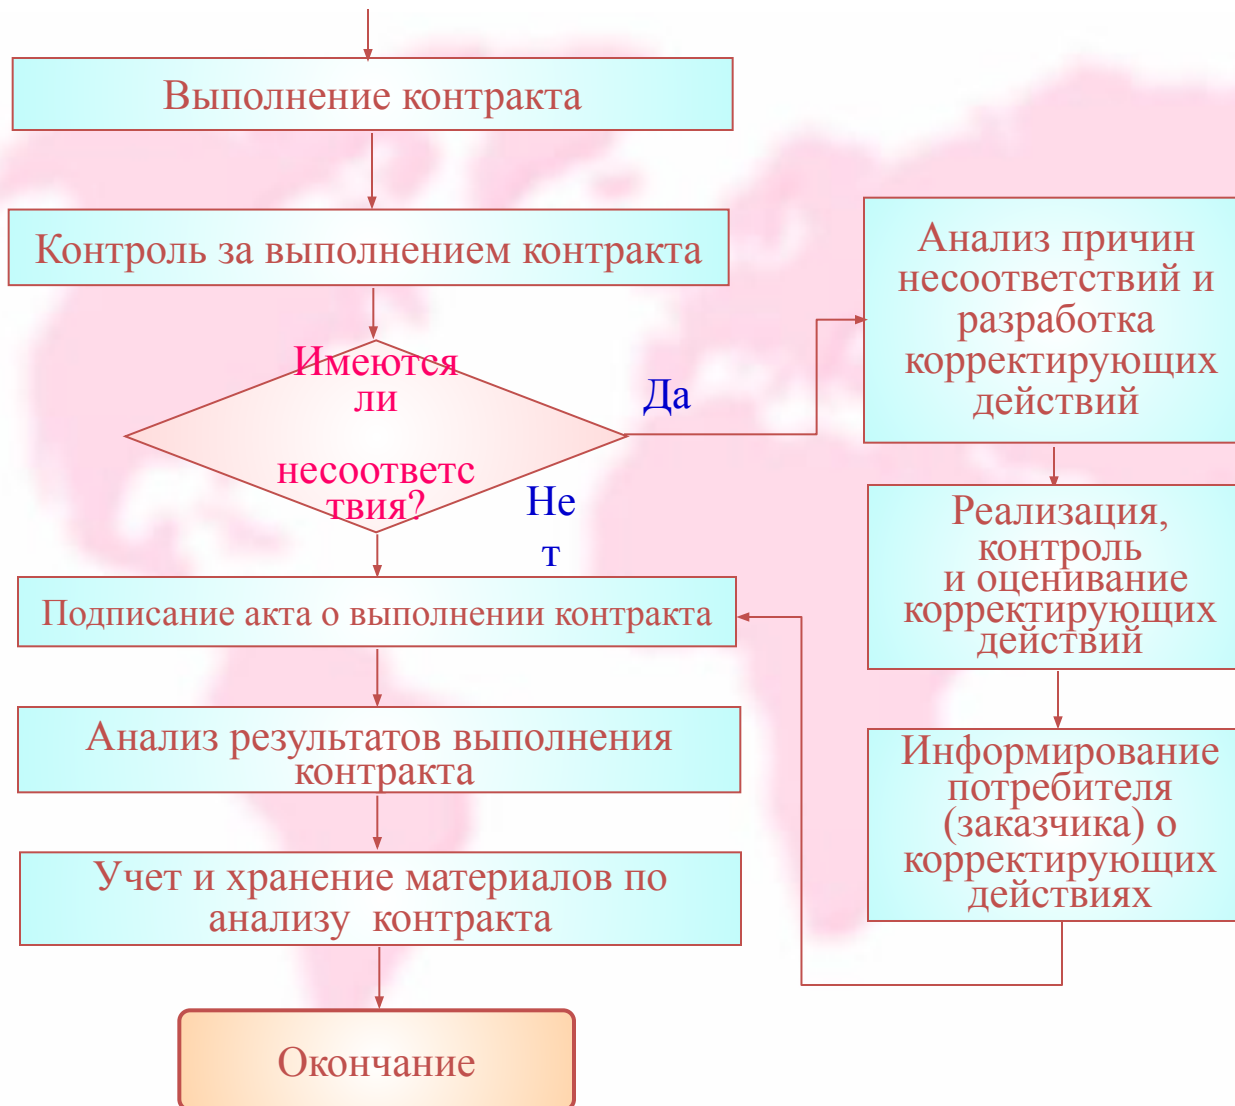 Выполнение контракта
Контроль за выполнением контракта
Имеются
ли
несоответс
твия?
Да
Не
т
Анализ причин
несоответствий и
разработка
корректирующих
действий
Реализация,
контроль
и оценивание
корректирующих
действий
Информирование
потребителя
(заказчика) о
корректирующих
действиях
Подписание акта о выполнении контракта
Анализ результатов выполнения
контракта
Учет и хранение материалов по
анализу контракта
Окончание